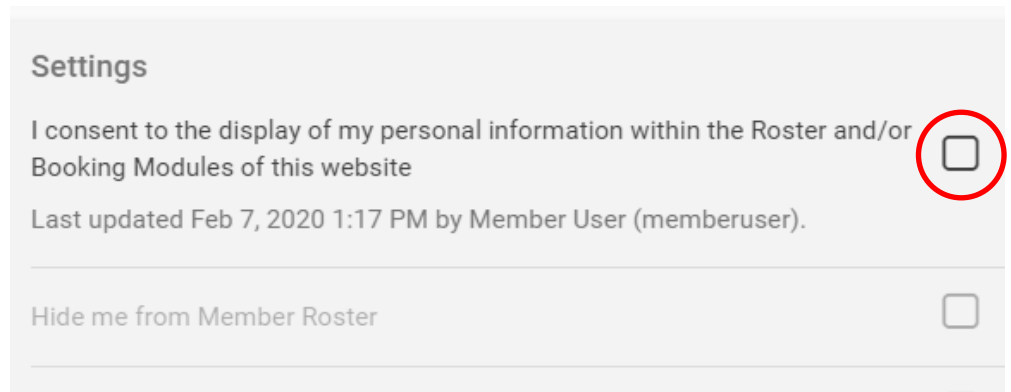 Settings
I consent to the display of my personal information within the Roster and/or
Booking Modules of this website
Last updated Feb 7, 2020 1:17 PM by Member User (memberuser).
Hide me from Member Roster